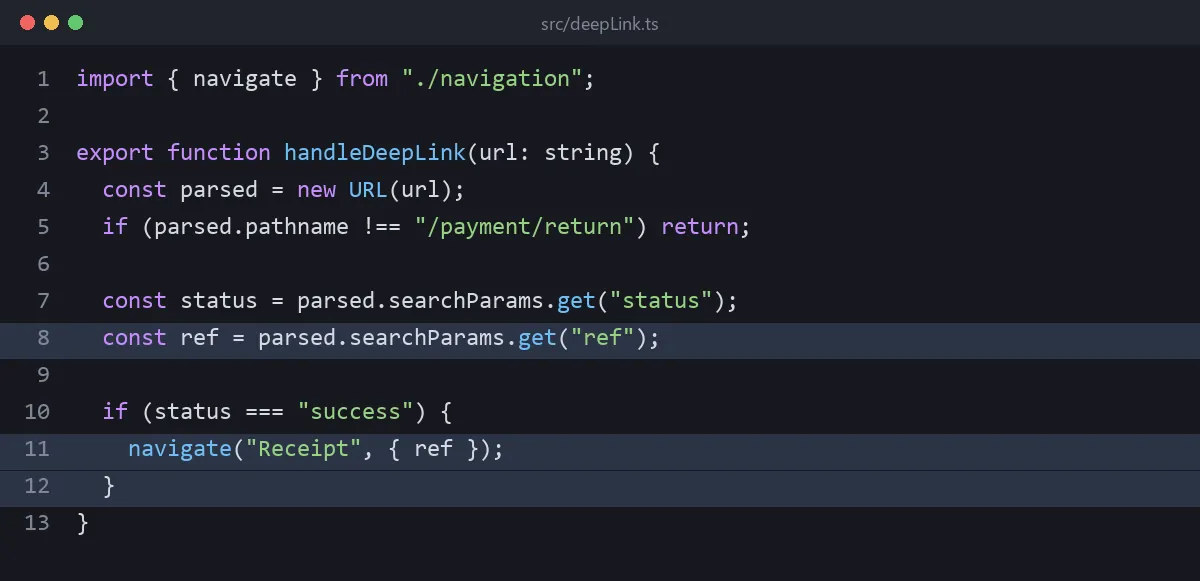 src/deepLink.ts
1 import { navigate } from "./navigation";
2
3 export function handleDeepLink(url: string) {
4   const parsed = new URL(url);
5   if (parsed.pathname !== "/payment/return") return;
6
7   const status = parsed.searchParams.get("status");
8   const ref = parsed.searchParams.get("ref");
9
10   if (status === "success") {
11     navigate("Receipt", { ref });
12   }
13 }